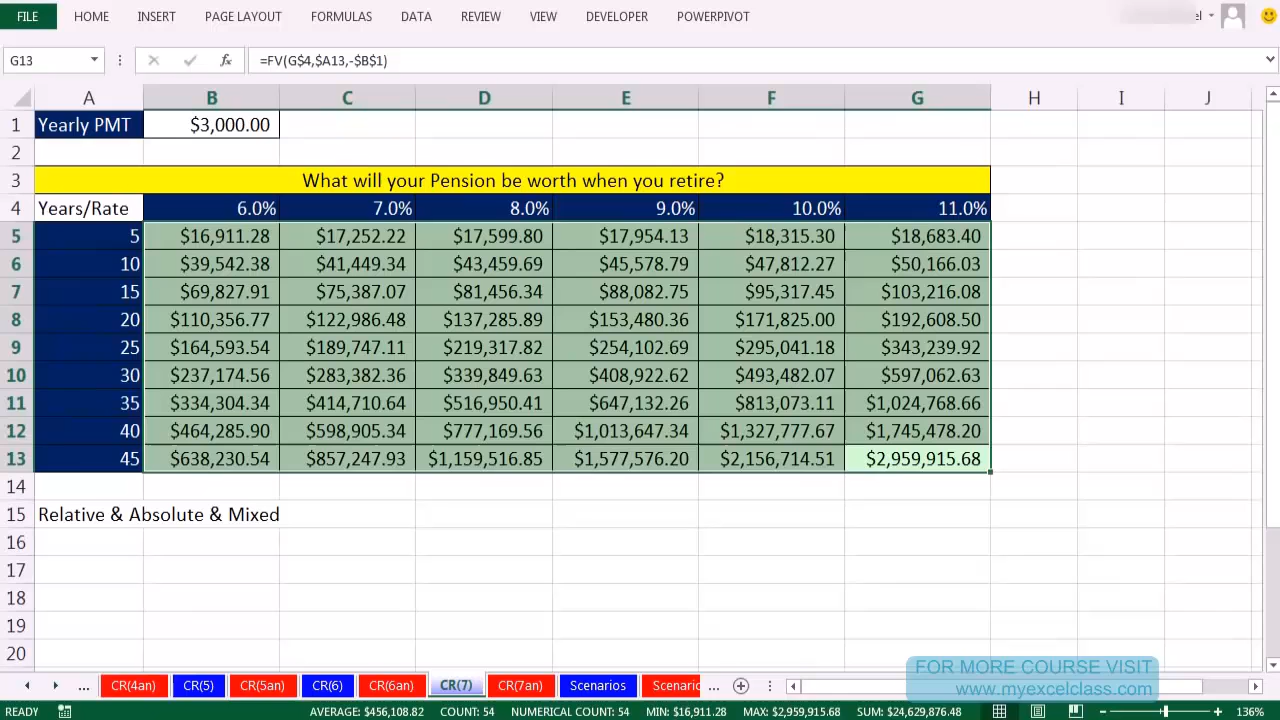 FILE HOME INSERT PAGE LAYOUT FORMULAS DATA REVIEW VIEW DEVELOPER POWERPIVOT
G13 fx =FV(G$4,$A13,-$B$1)
A B C D E F G H I J
1 Yearly PMT $3,000.00
2
3 What will your Pension be worth when you retire?
4 Years/Rate 6.0% 7.0% 8.0% 9.0% 10.0% 11.0%
5 5 $16,911.28 $17,252.22 $17,599.80 $17,954.13 $18,315.30 $18,683.40
6 10 $39,542.38 $41,449.34 $43,459.69 $45,578.79 $47,812.27 $50,166.03
7 15 $69,827.91 $75,387.07 $81,456.34 $88,082.75 $95,317.45 $103,216.08
8 20 $110,356.77 $122,986.48 $137,285.89 $153,480.36 $171,825.00 $192,608.50
9 25 $164,593.54 $189,747.11 $219,317.82 $254,102.69 $295,041.18 $343,239.92
10 30 $237,174.56 $283,382.36 $339,849.63 $408,922.62 $493,482.07 $597,062.63
11 35 $334,304.34 $414,710.64 $516,950.41 $647,132.26 $813,073.11 $1,024,768.66
12 40 $464,285.90 $598,905.34 $777,169.56 $1,013,647.34 $1,327,777.67 $1,745,478.20
13 45 $638,230.54 $857,247.93 $1,159,516.85 $1,577,576.20 $2,156,714.51 $2,959,915.68
14
15 Relative & Absolute & Mixed
16
17
18
19
20
FOR MORE COURSE VISIT
www.myexcelclass.com
... CR(4an) CR(5) CR(5an) CR(6) CR(6an) CR(7) CR(7an) Scenarios Scenario ...
READY AVERAGE: $456,108.82 COUNT: 54 NUMERICAL COUNT: 54 MIN: $16,911.28 MAX: $2,959,915.68 SUM: $24,629,876.48 136%